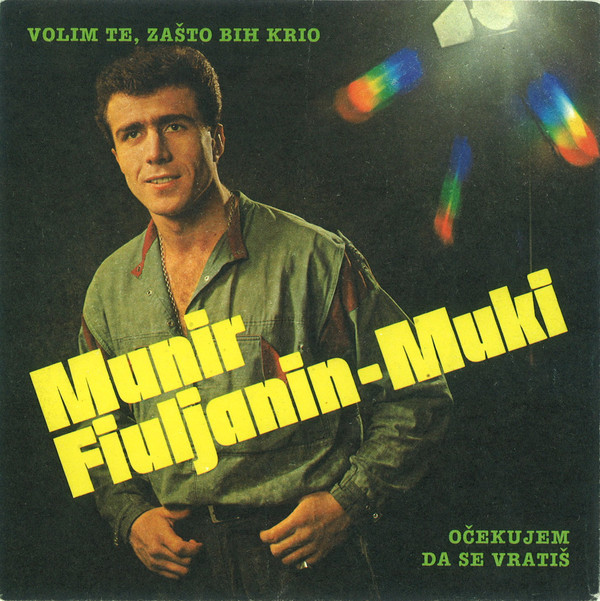 VOLIM TE, ZAŠTO BIH KRIO
Munir
Fiuljanin-Muki
OČEKUJEM
DA SE VRATIŠ